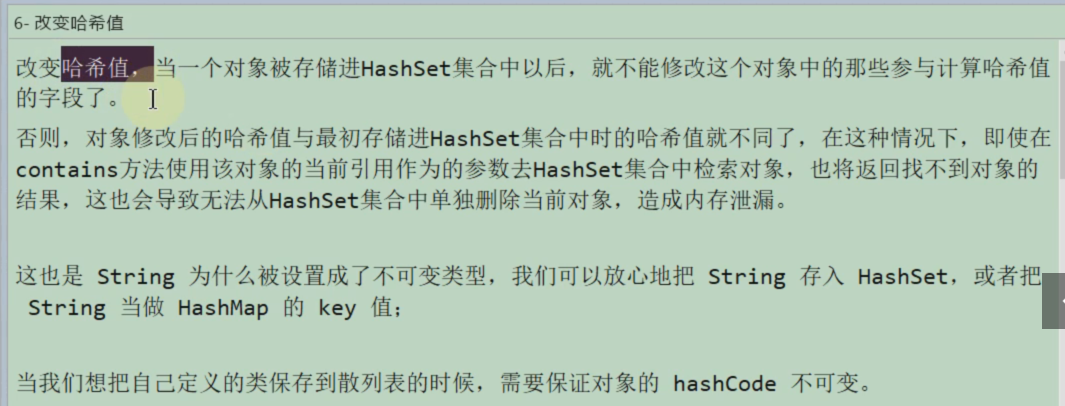 6- 改变哈希值
改变哈希值，当一个对象被存储进HashSet集合中以后，就不能修改这个对象中的那些参与计算哈希值
的字段了。
否则，对象修改后的哈希值与最初存储进HashSet集合中时的哈希值就不同了，在这种情况下，即使在
contains方法使用该对象的当前引用作为的参数去HashSet集合中检索对象，也将返回找不到对象的
结果，这也会导致无法从HashSet集合中单独删除当前对象，造成内存泄漏。
这也是 String 为什么被设置成了不可变类型，我们可以放心地把 String 存入 HashSet，或者把
String 当做 HashMap 的 key 值；
当我们想把自己定义的类保存到散列表的时候，需要保证对象的 hashCode 不可变。